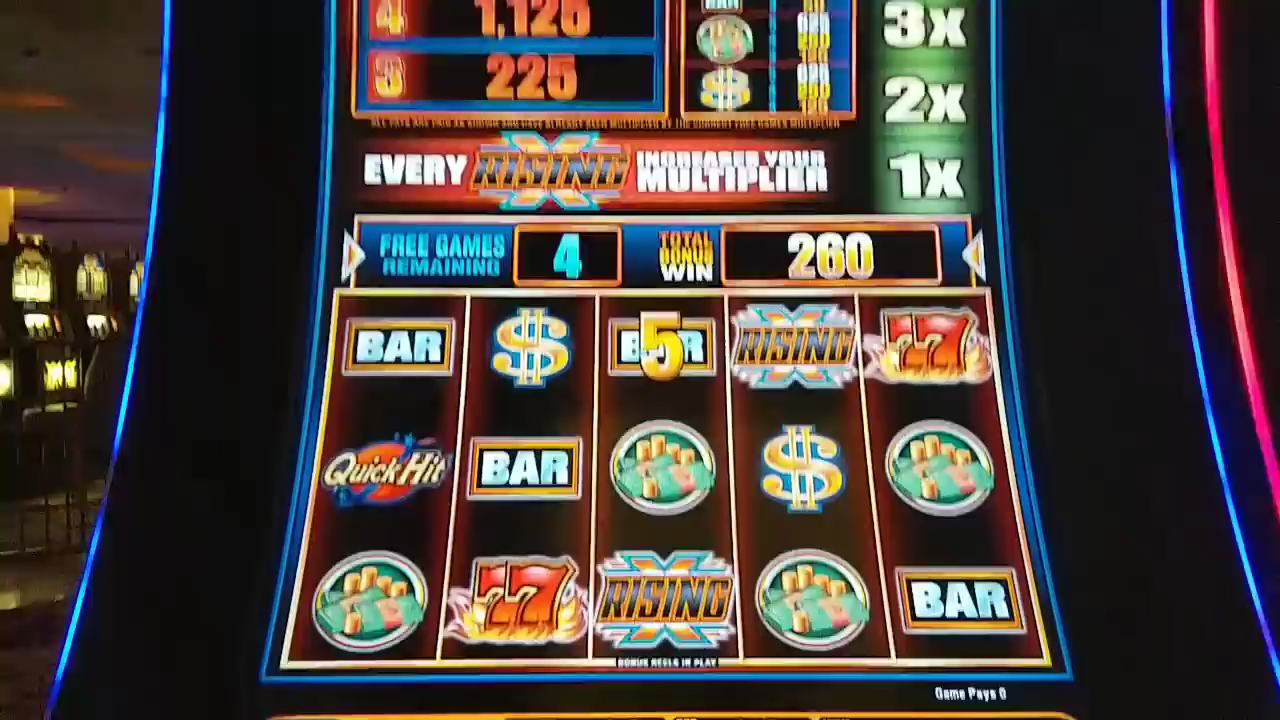 4 1,125
3 225
3X
2X
1X
EVERY RISING X INCREASES YOUR MULTIPLIER
FREE GAMES REMAINING 4 TOTAL BONUS WIN 260
BAR $ BAR 5 RISING X 77
Quick Hit BAR $
77 RISING X BAR
BONUS REELS IN PLAY
Game Pays 0